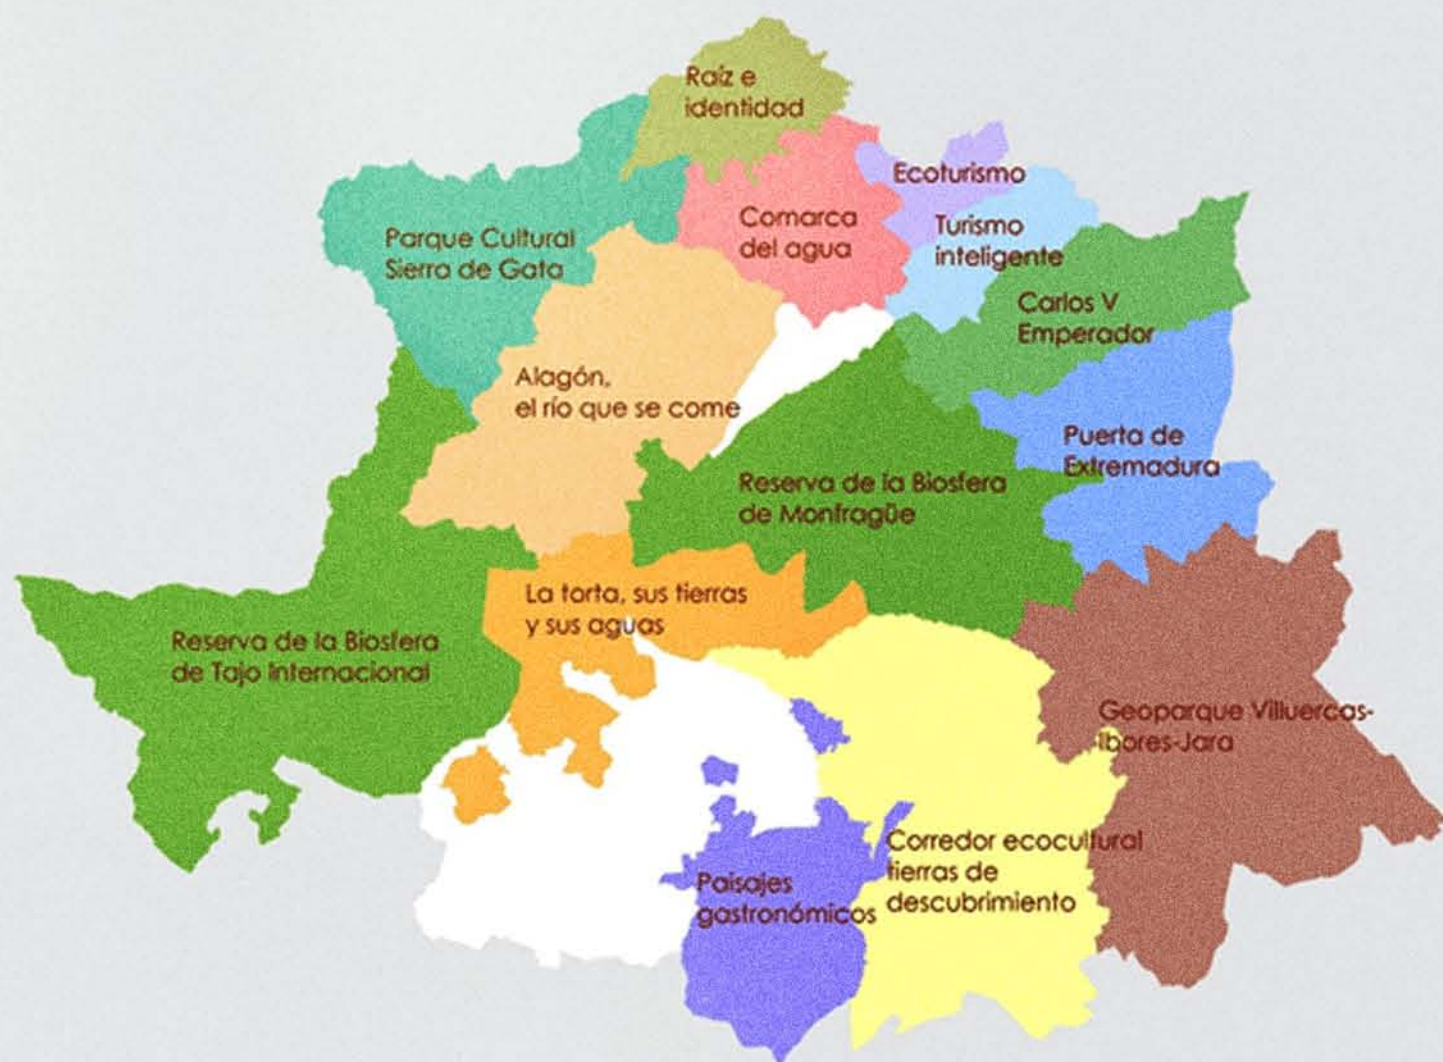 Raíz e
identidad
Ecoturismo
Parque Cultural
Sierra de Gata
Comarca
del agua
Turismo
inteligente
Carlos V
Emperador
Alagón,
el río que se come
Puerta de
Extremadura
Reserva de la Biosfera
de Monfragüe
La torta, sus tierras
y sus aguas
Reserva de la Biosfera
de Tajo Internacional
Geoparque Villuercas-
Ibores-Jara
Corredor ecocultural
tierras de
descubrimiento
Paisajes
gastronómicos